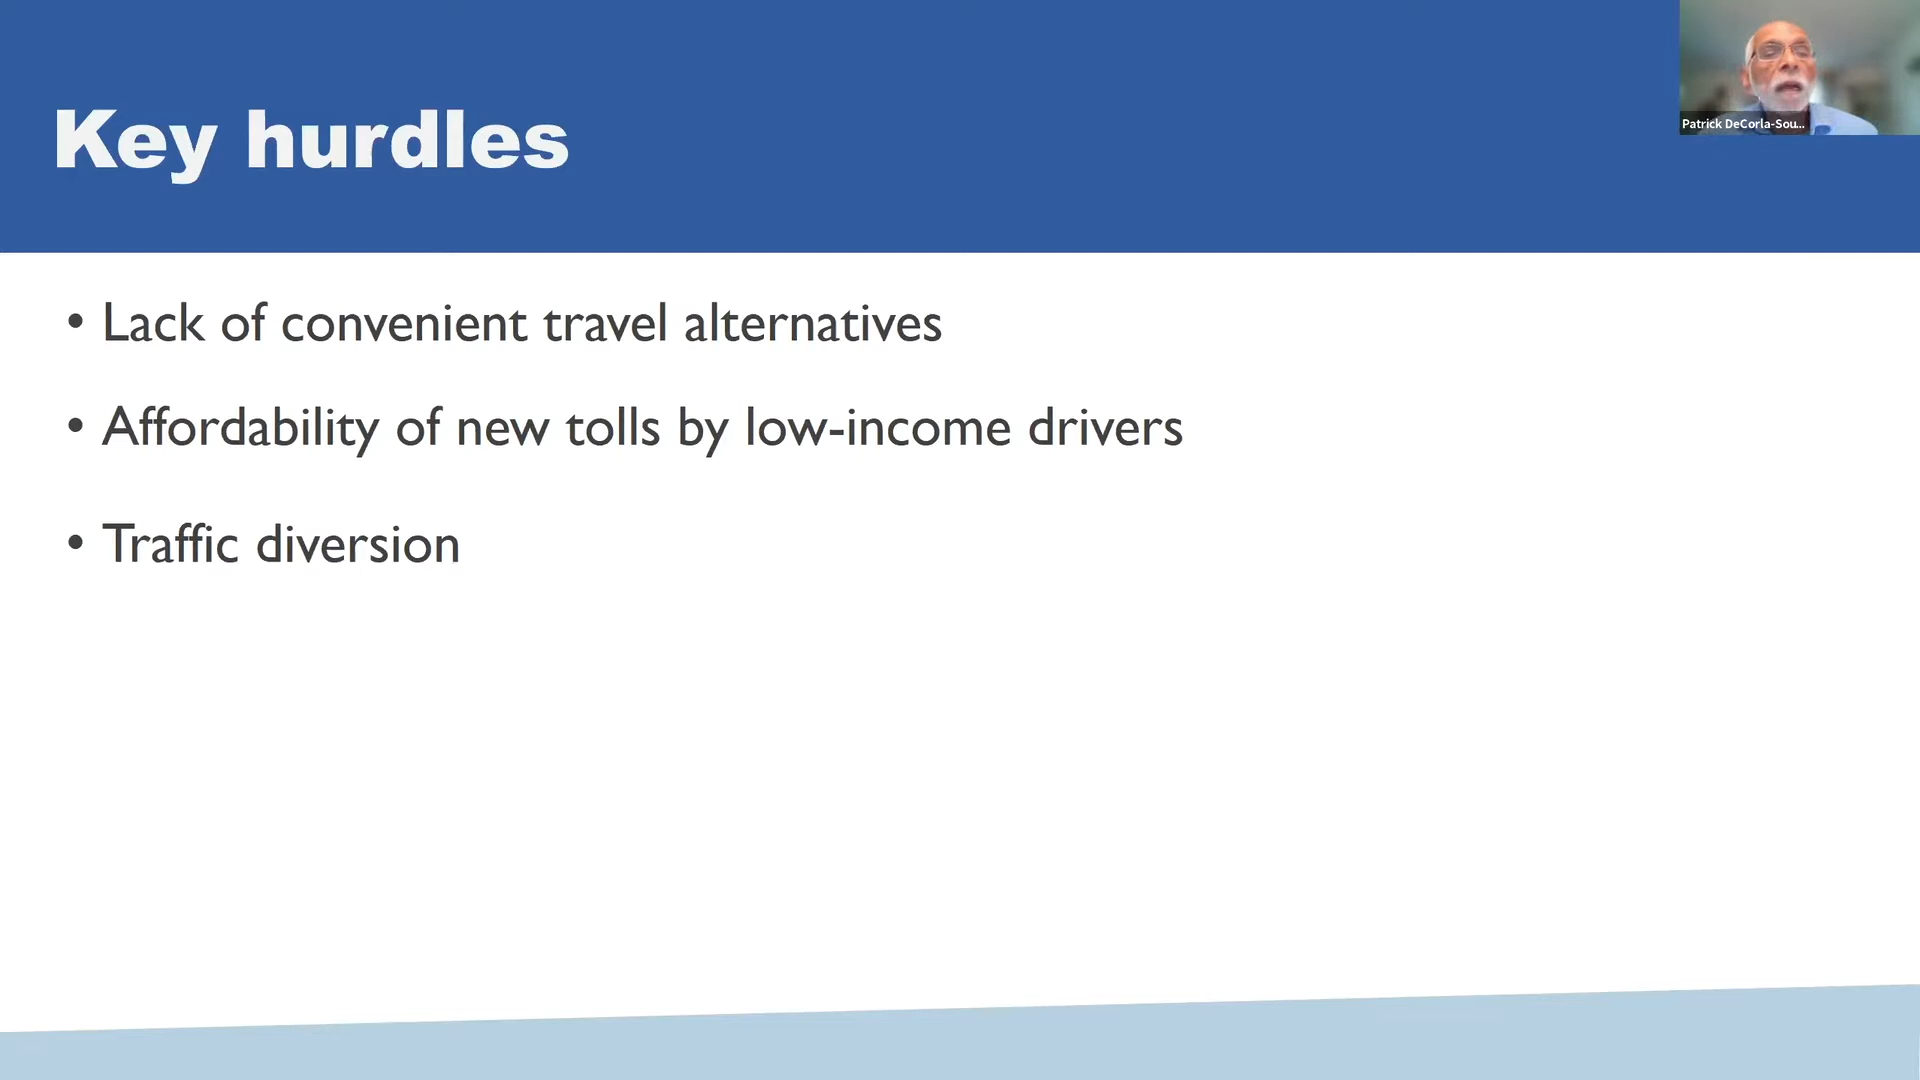 Key hurdles
Patrick DeCorla-Sou...
• Lack of convenient travel alternatives
• Affordability of new tolls by low-income drivers
• Traffic diversion